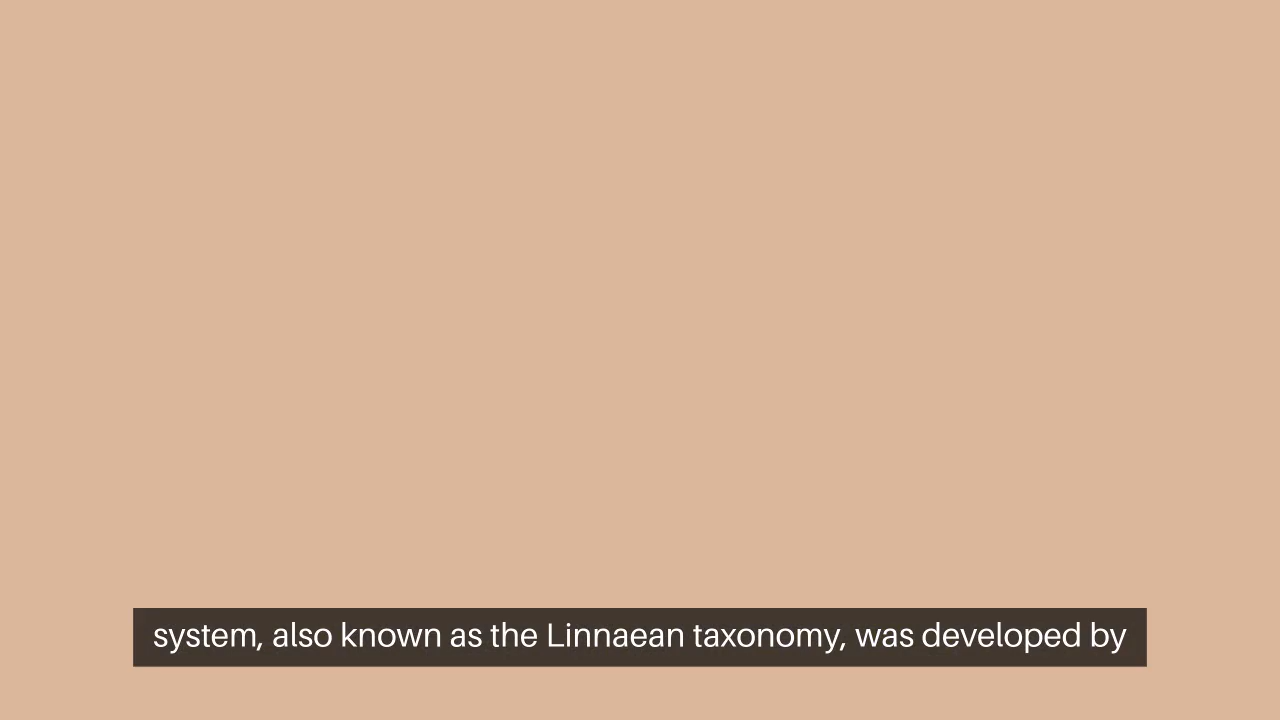 system, also known as the Linnaean taxonomy, was developed by